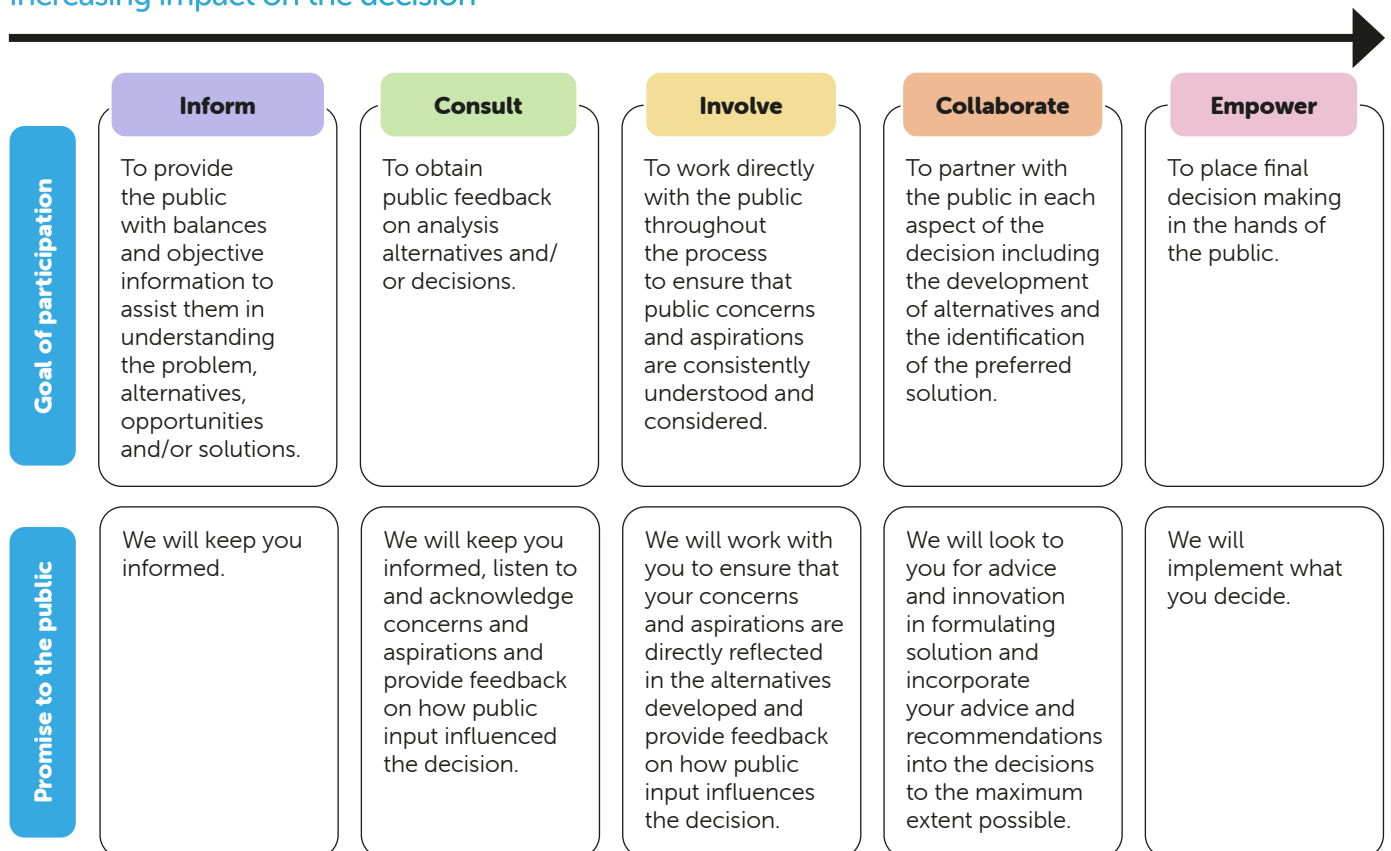 Increasing impact on the decision
Inform
Consult
Involve
Collaborate
Empower
Goal of participation
To provide
the public
with balances
and objective
information to
assist them in
understanding
the problem,
alternatives,
opportunities
and/or solutions.
To obtain
public feedback
on analysis
alternatives and/
or decisions.
To work directly
with the public
throughout
the process
to ensure that
public concerns
and aspirations
are consistently
understood and
considered.
To partner with
the public in each
aspect of the
decision including
the development
of alternatives and
the identification
of the preferred
solution.
To place final
decision making
in the hands of
the public.
Promise to the public
We will keep you
informed.
We will keep you
informed, listen to
and acknowledge
concerns and
aspirations and
provide feedback
on how public
input influenced
the decision.
We will work with
you to ensure that
your concerns
and aspirations are
directly reflected
in the alternatives
developed and
provide feedback
on how public
input influences
the decision.
We will look to
you for advice
and innovation
in formulating
solution and
incorporate
your advice and
recommendations
into the decisions
to the maximum
extent possible.
We will
implement what
you decide.